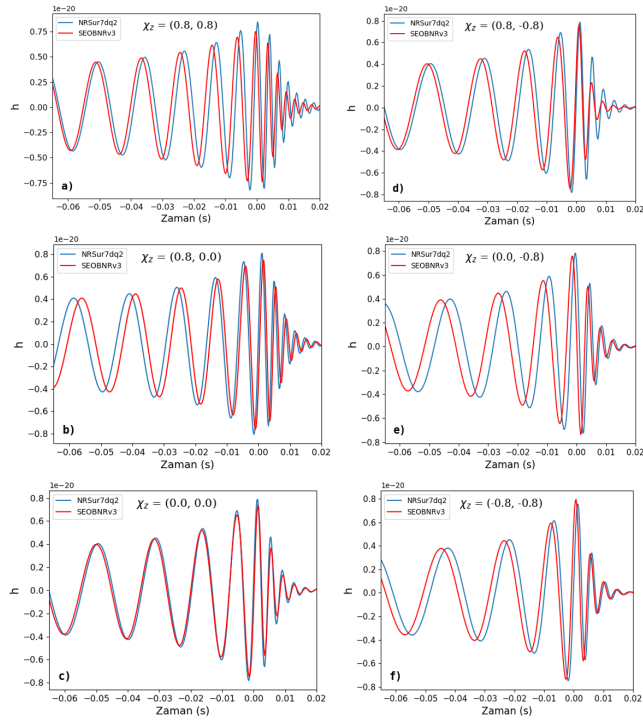 1e−20
NRSur7dq2
SEOBNRv3
χz = (0.8, 0.8)
h
0.75
0.50
0.25
0.00
−0.25
−0.50
−0.75
a)
−0.06 −0.05 −0.04 −0.03 −0.02 −0.01 0.00 0.01 0.02
Zaman (s)
1e−20
NRSur7dq2
SEOBNRv3
χz = (0.8, 0.0)
h
0.8
0.6
0.4
0.2
0.0
−0.2
−0.4
−0.6
−0.8
b)
−0.06 −0.05 −0.04 −0.03 −0.02 −0.01 0.00 0.01 0.02
Zaman (s)
1e−20
NRSur7dq2
SEOBNRv3
χz = (0.0, 0.0)
h
0.8
0.6
0.4
0.2
0.0
−0.2
−0.4
−0.6
−0.8
c)
−0.06 −0.05 −0.04 −0.03 −0.02 −0.01 0.00 0.01 0.02
Zaman (s)
1e−20
NRSur7dq2
SEOBNRv3
χz = (0.8, -0.8)
h
0.8
0.6
0.4
0.2
0.0
−0.2
−0.4
−0.6
−0.8
d)
−0.06 −0.05 −0.04 −0.03 −0.02 −0.01 0.00 0.01 0.02
Zaman (s)
1e−20
NRSur7dq2
SEOBNRv3
χz = (0.0, -0.8)
h
0.8
0.6
0.4
0.2
0.0
−0.2
−0.4
−0.6
−0.8
e)
−0.06 −0.05 −0.04 −0.03 −0.02 −0.01 0.00 0.01 0.02
Zaman (s)
1e−20
NRSur7dq2
SEOBNRv3
χz = (-0.8, -0.8)
h
0.8
0.6
0.4
0.2
0.0
−0.2
−0.4
−0.6
−0.8
f)
−0.06 −0.05 −0.04 −0.03 −0.02 −0.01 0.00 0.01 0.02
Zaman (s)